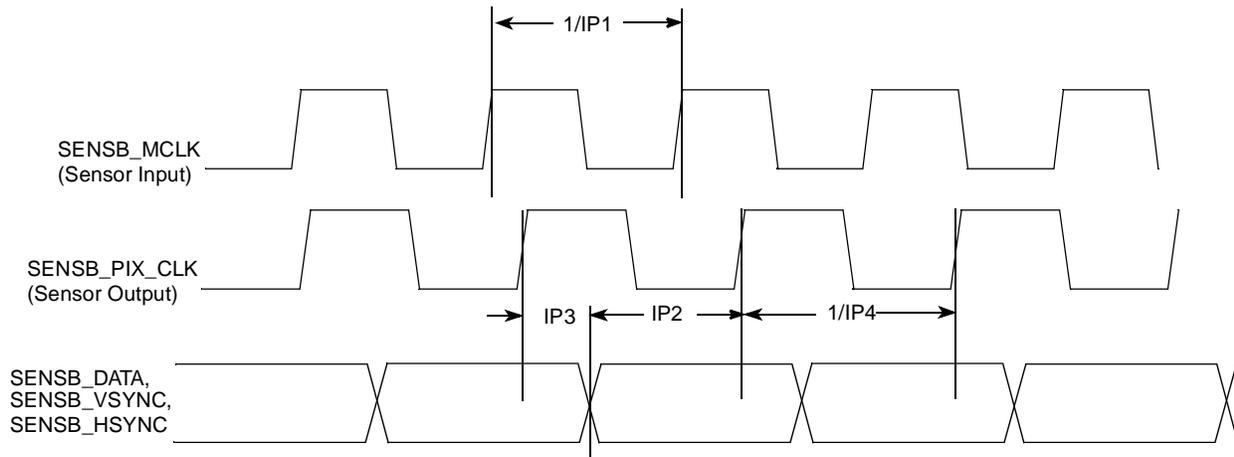 1/IP1
SENSB_MCLK
(Sensor Input)
SENSB_PIX_CLK
(Sensor Output)
IP3
IP2
1/IP4
SENSB_DATA,
SENSB_VSYNC,
SENSB_HSYNC